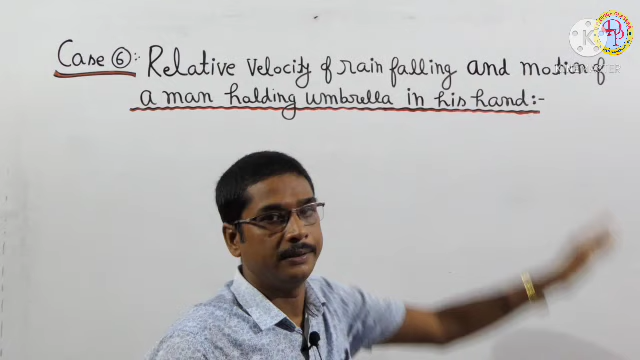 Case ⑥:- Relative velocity of rain falling and motion of
a man holding umbrella in his hand:-